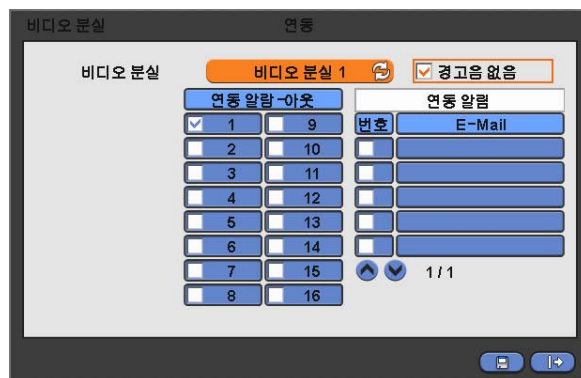 비디오 분실 연동
비디오 분실 비디오 분실 1 경고음 없음
연동 알람-아웃 연동 알림
1 9 번호 E-Mail
2 10
3 11
4 12
5 13
6 14
7 15 1/1
8 16